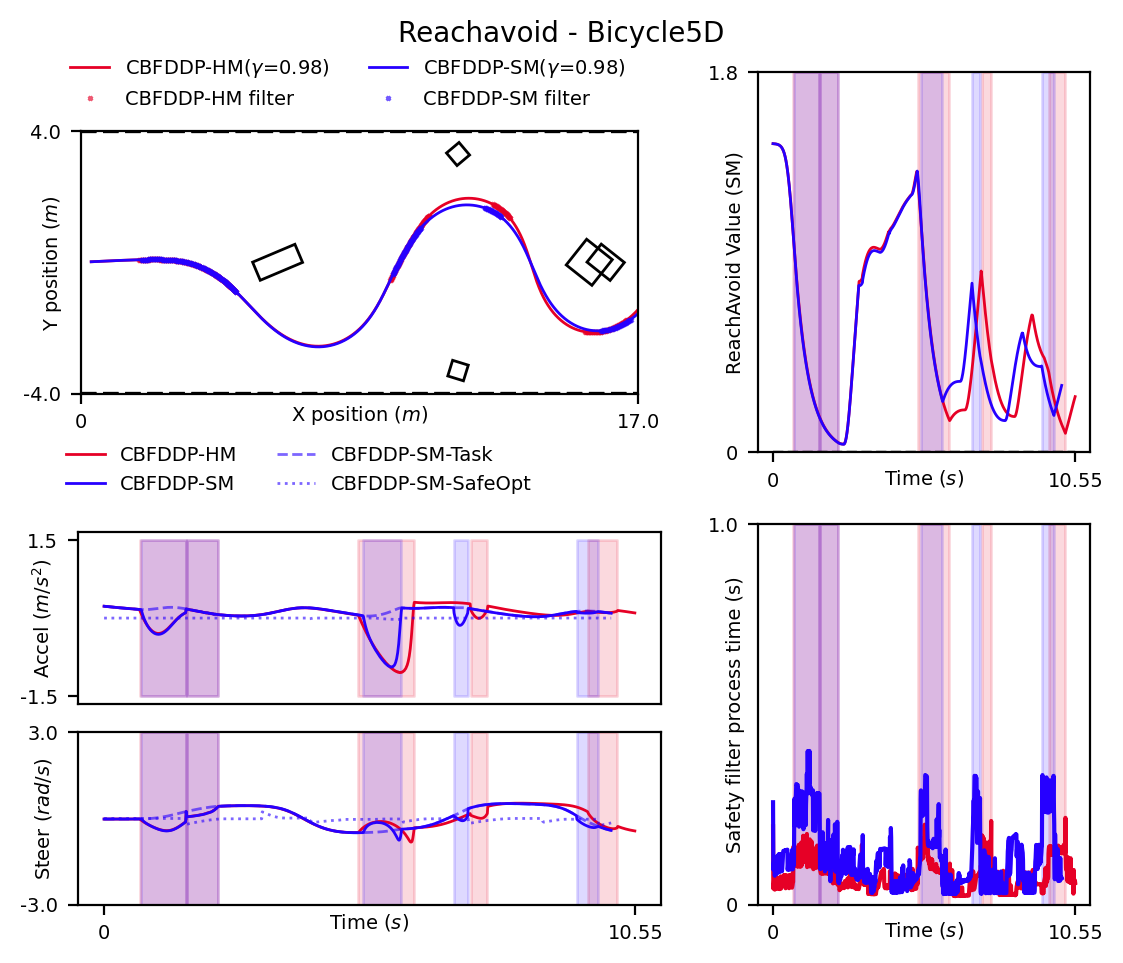 Reachavoid - Bicycle5D
CBFDDP-HM(γ=0.98)
CBFDDP-SM(γ=0.98)
CBFDDP-HM filter
CBFDDP-SM filter
4.0
Y position (m)
-4.0
0
X position (m)
17.0
1.8
ReachAvoid Value (SM)
0
0
Time (s)
10.55
CBFDDP-HM
CBFDDP-SM-Task
CBFDDP-SM
CBFDDP-SM-SafeOpt
1.5
Accel (m/s²)
-1.5
3.0
Steer (rad/s)
-3.0
0
Time (s)
10.55
1.0
Safety filter process time (s)
0
0
Time (s)
10.55